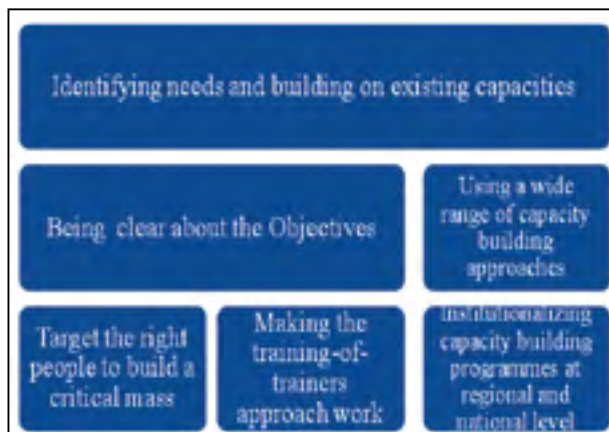 Identifying needs and building on existing capacities
Being clear about the Objectives
Using a wide
range of capacity
building
approaches
Target the right
people to build a
critical mass
Making the
training-of-
trainers
approach work
Institutionalizing
capacity building
programmes at
regional and
national level